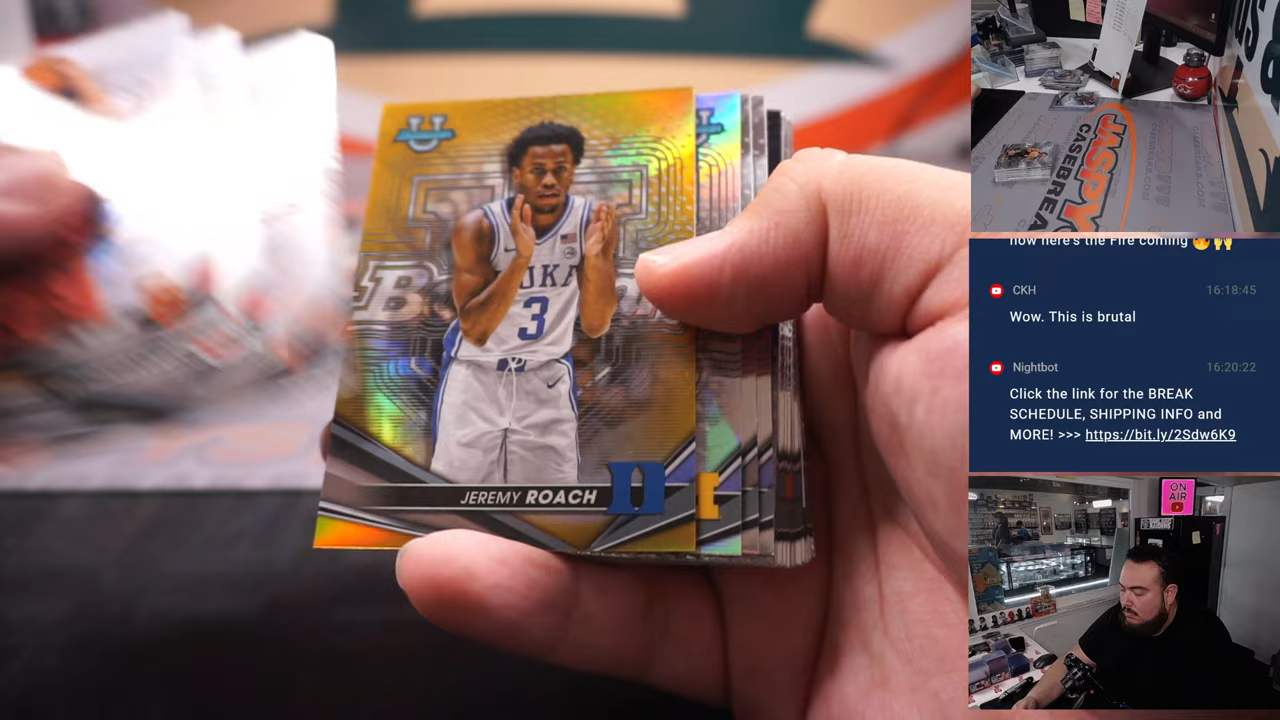 U
BOWMAN
DUKE
3
JEREMY ROACH
D
JASPY
CASEBREA
now here's the Fire coming 🔥🙌
CKH 16:18:45
Wow. This is brutal
Nightbot 16:20:22
Click the link for the BREAK
SCHEDULE, SHIPPING INFO and
MORE! >>> https://bit.ly/2Sdw6K9
ON
AIR